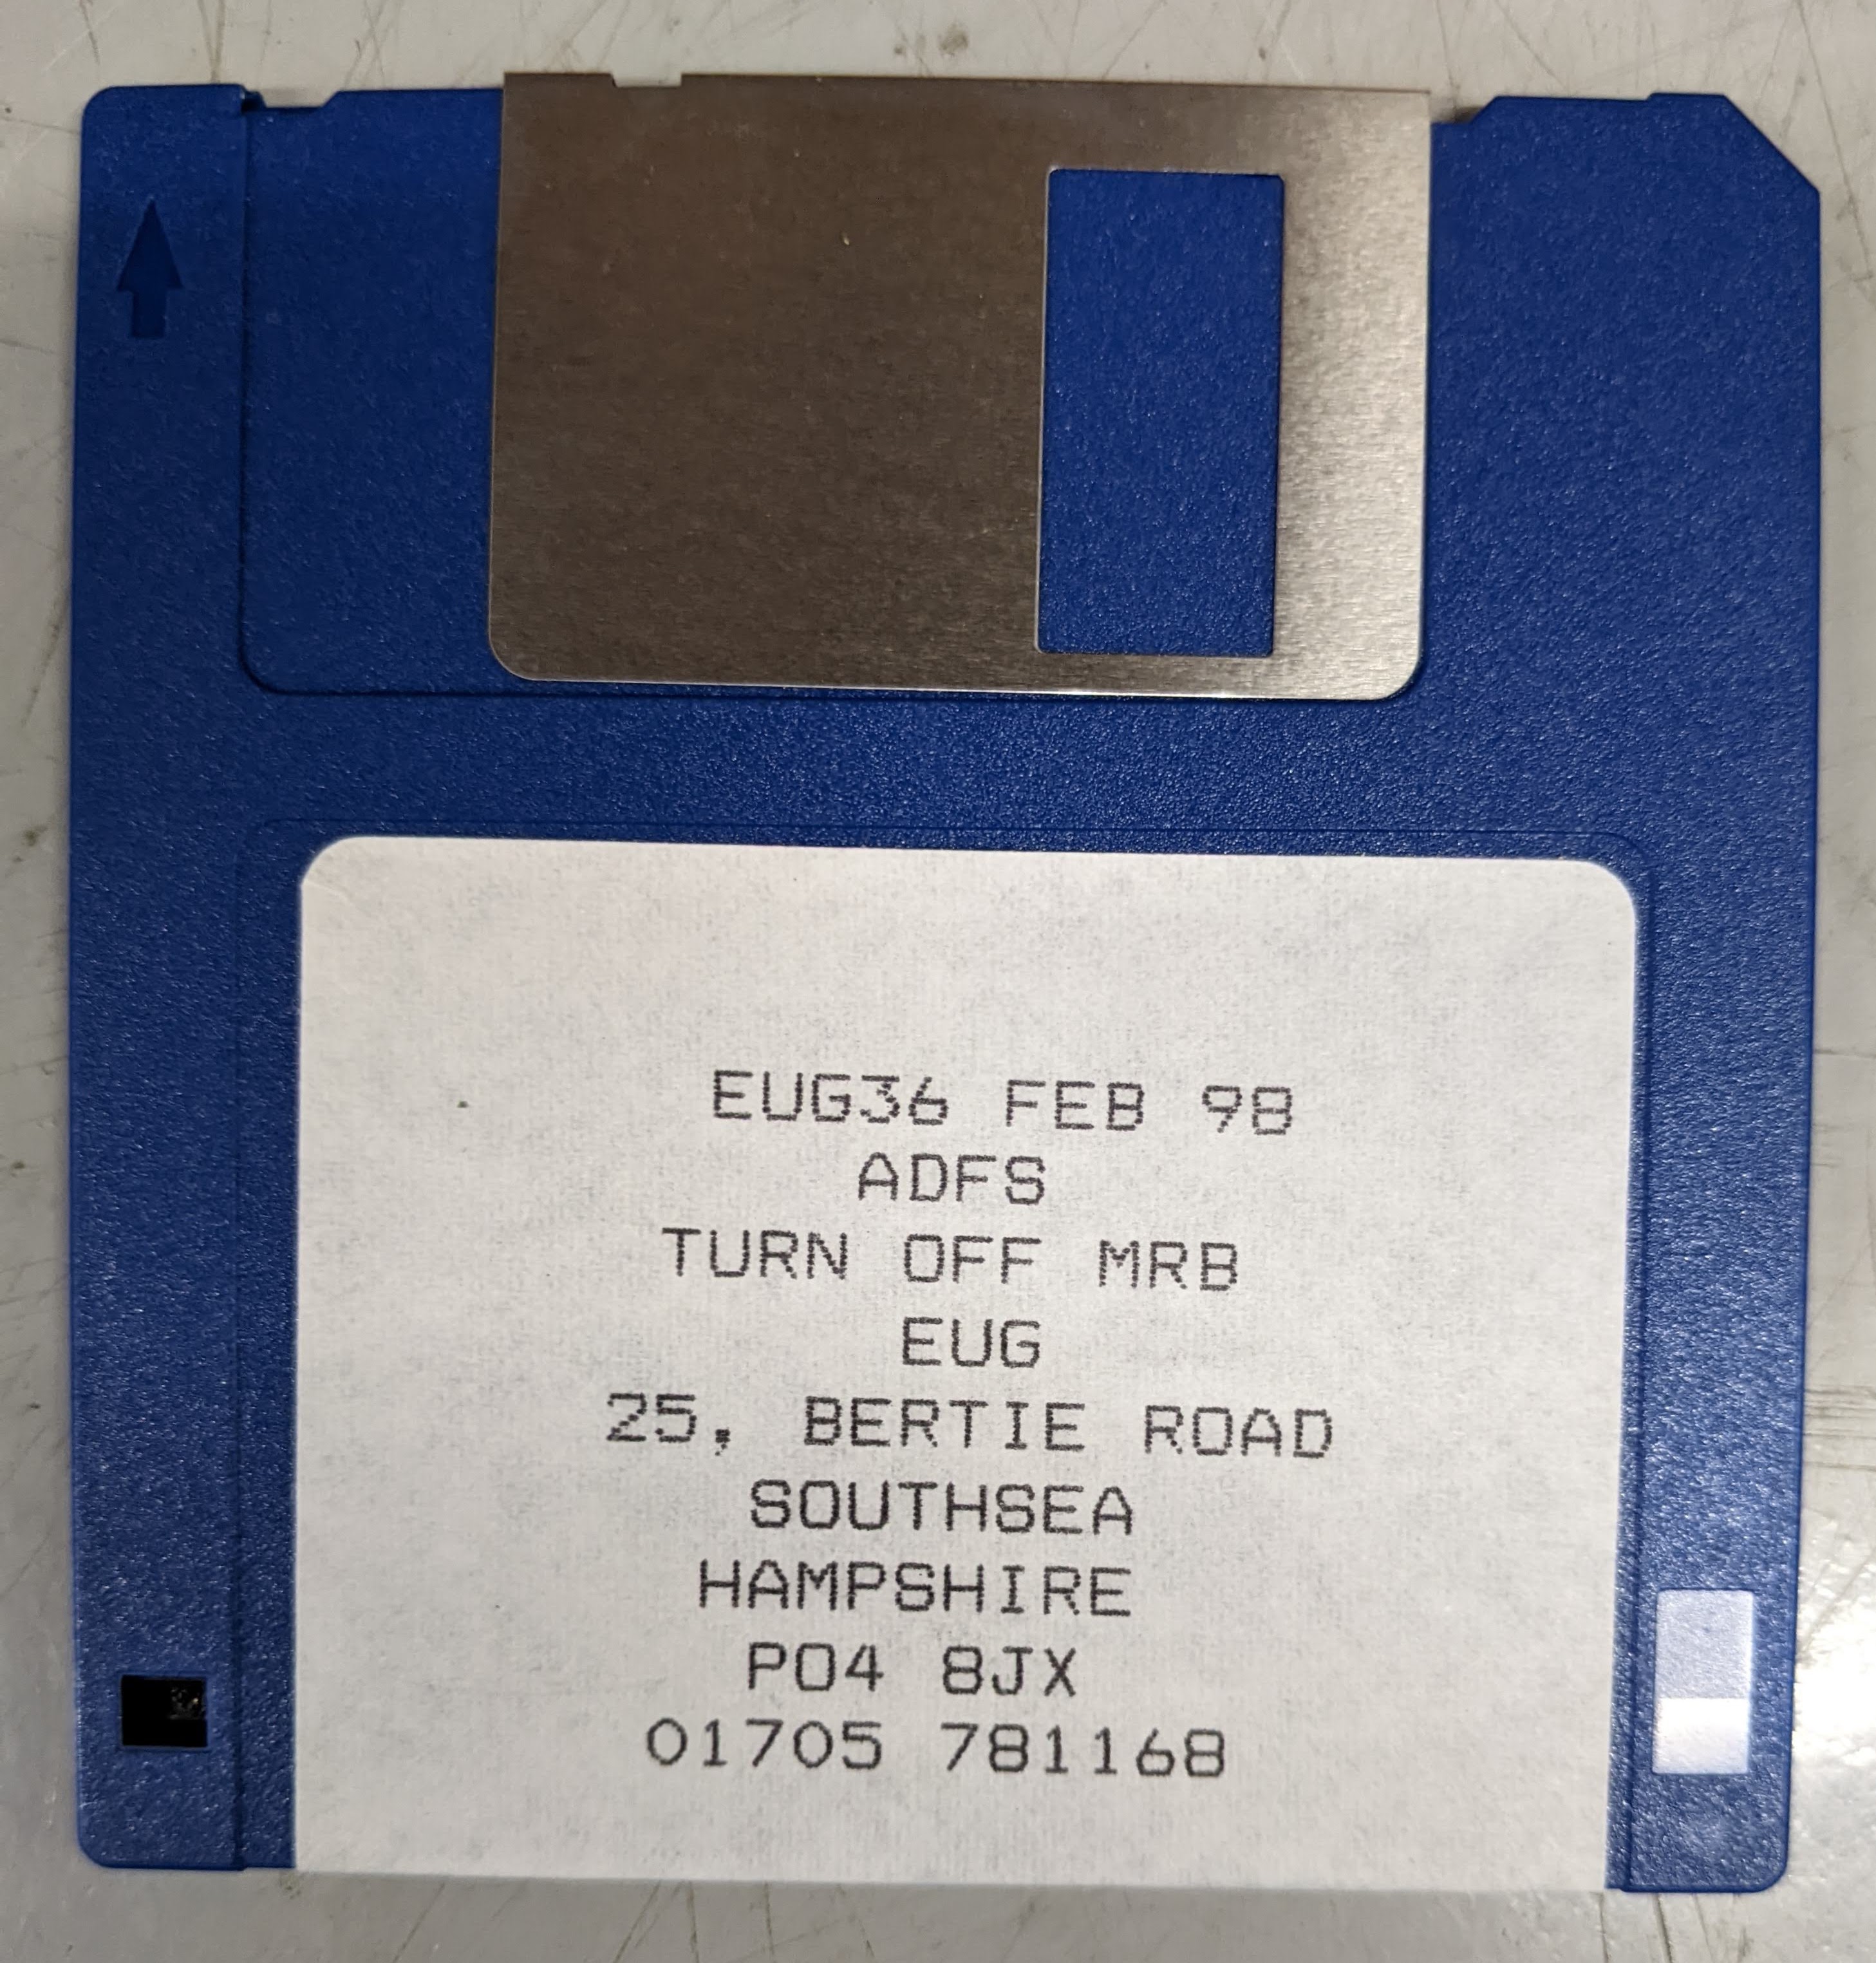 EUG36 FEB 98
ADFS
TURN OFF MRB
EUG
25, BERTIE ROAD
SOUTHSEA
HAMPSHIRE
PO4 8JX
01705 781168